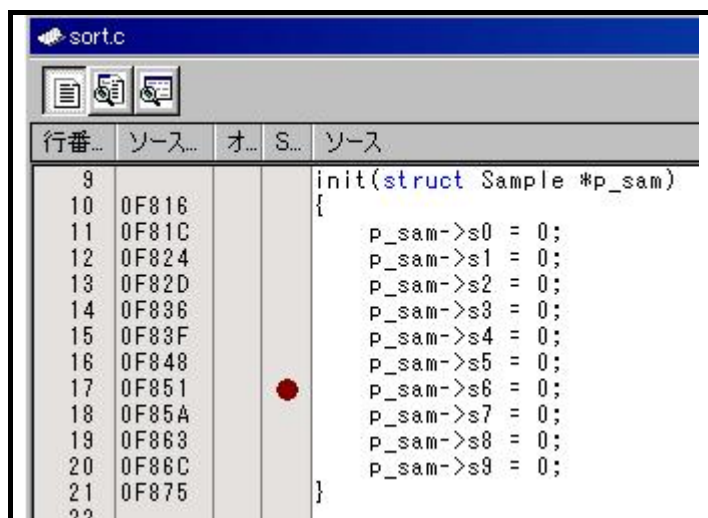 sort.c
行番... ソース... オ... S... ソース
9 init(struct Sample *p_sam)
10 0F816 {
11 0F81C p_sam->s0 = 0;
12 0F824 p_sam->s1 = 0;
13 0F82D p_sam->s2 = 0;
14 0F836 p_sam->s3 = 0;
15 0F83F p_sam->s4 = 0;
16 0F848 p_sam->s5 = 0;
17 0F851 p_sam->s6 = 0;
18 0F85A p_sam->s7 = 0;
19 0F863 p_sam->s8 = 0;
20 0F86C p_sam->s9 = 0;
21 0F875 }